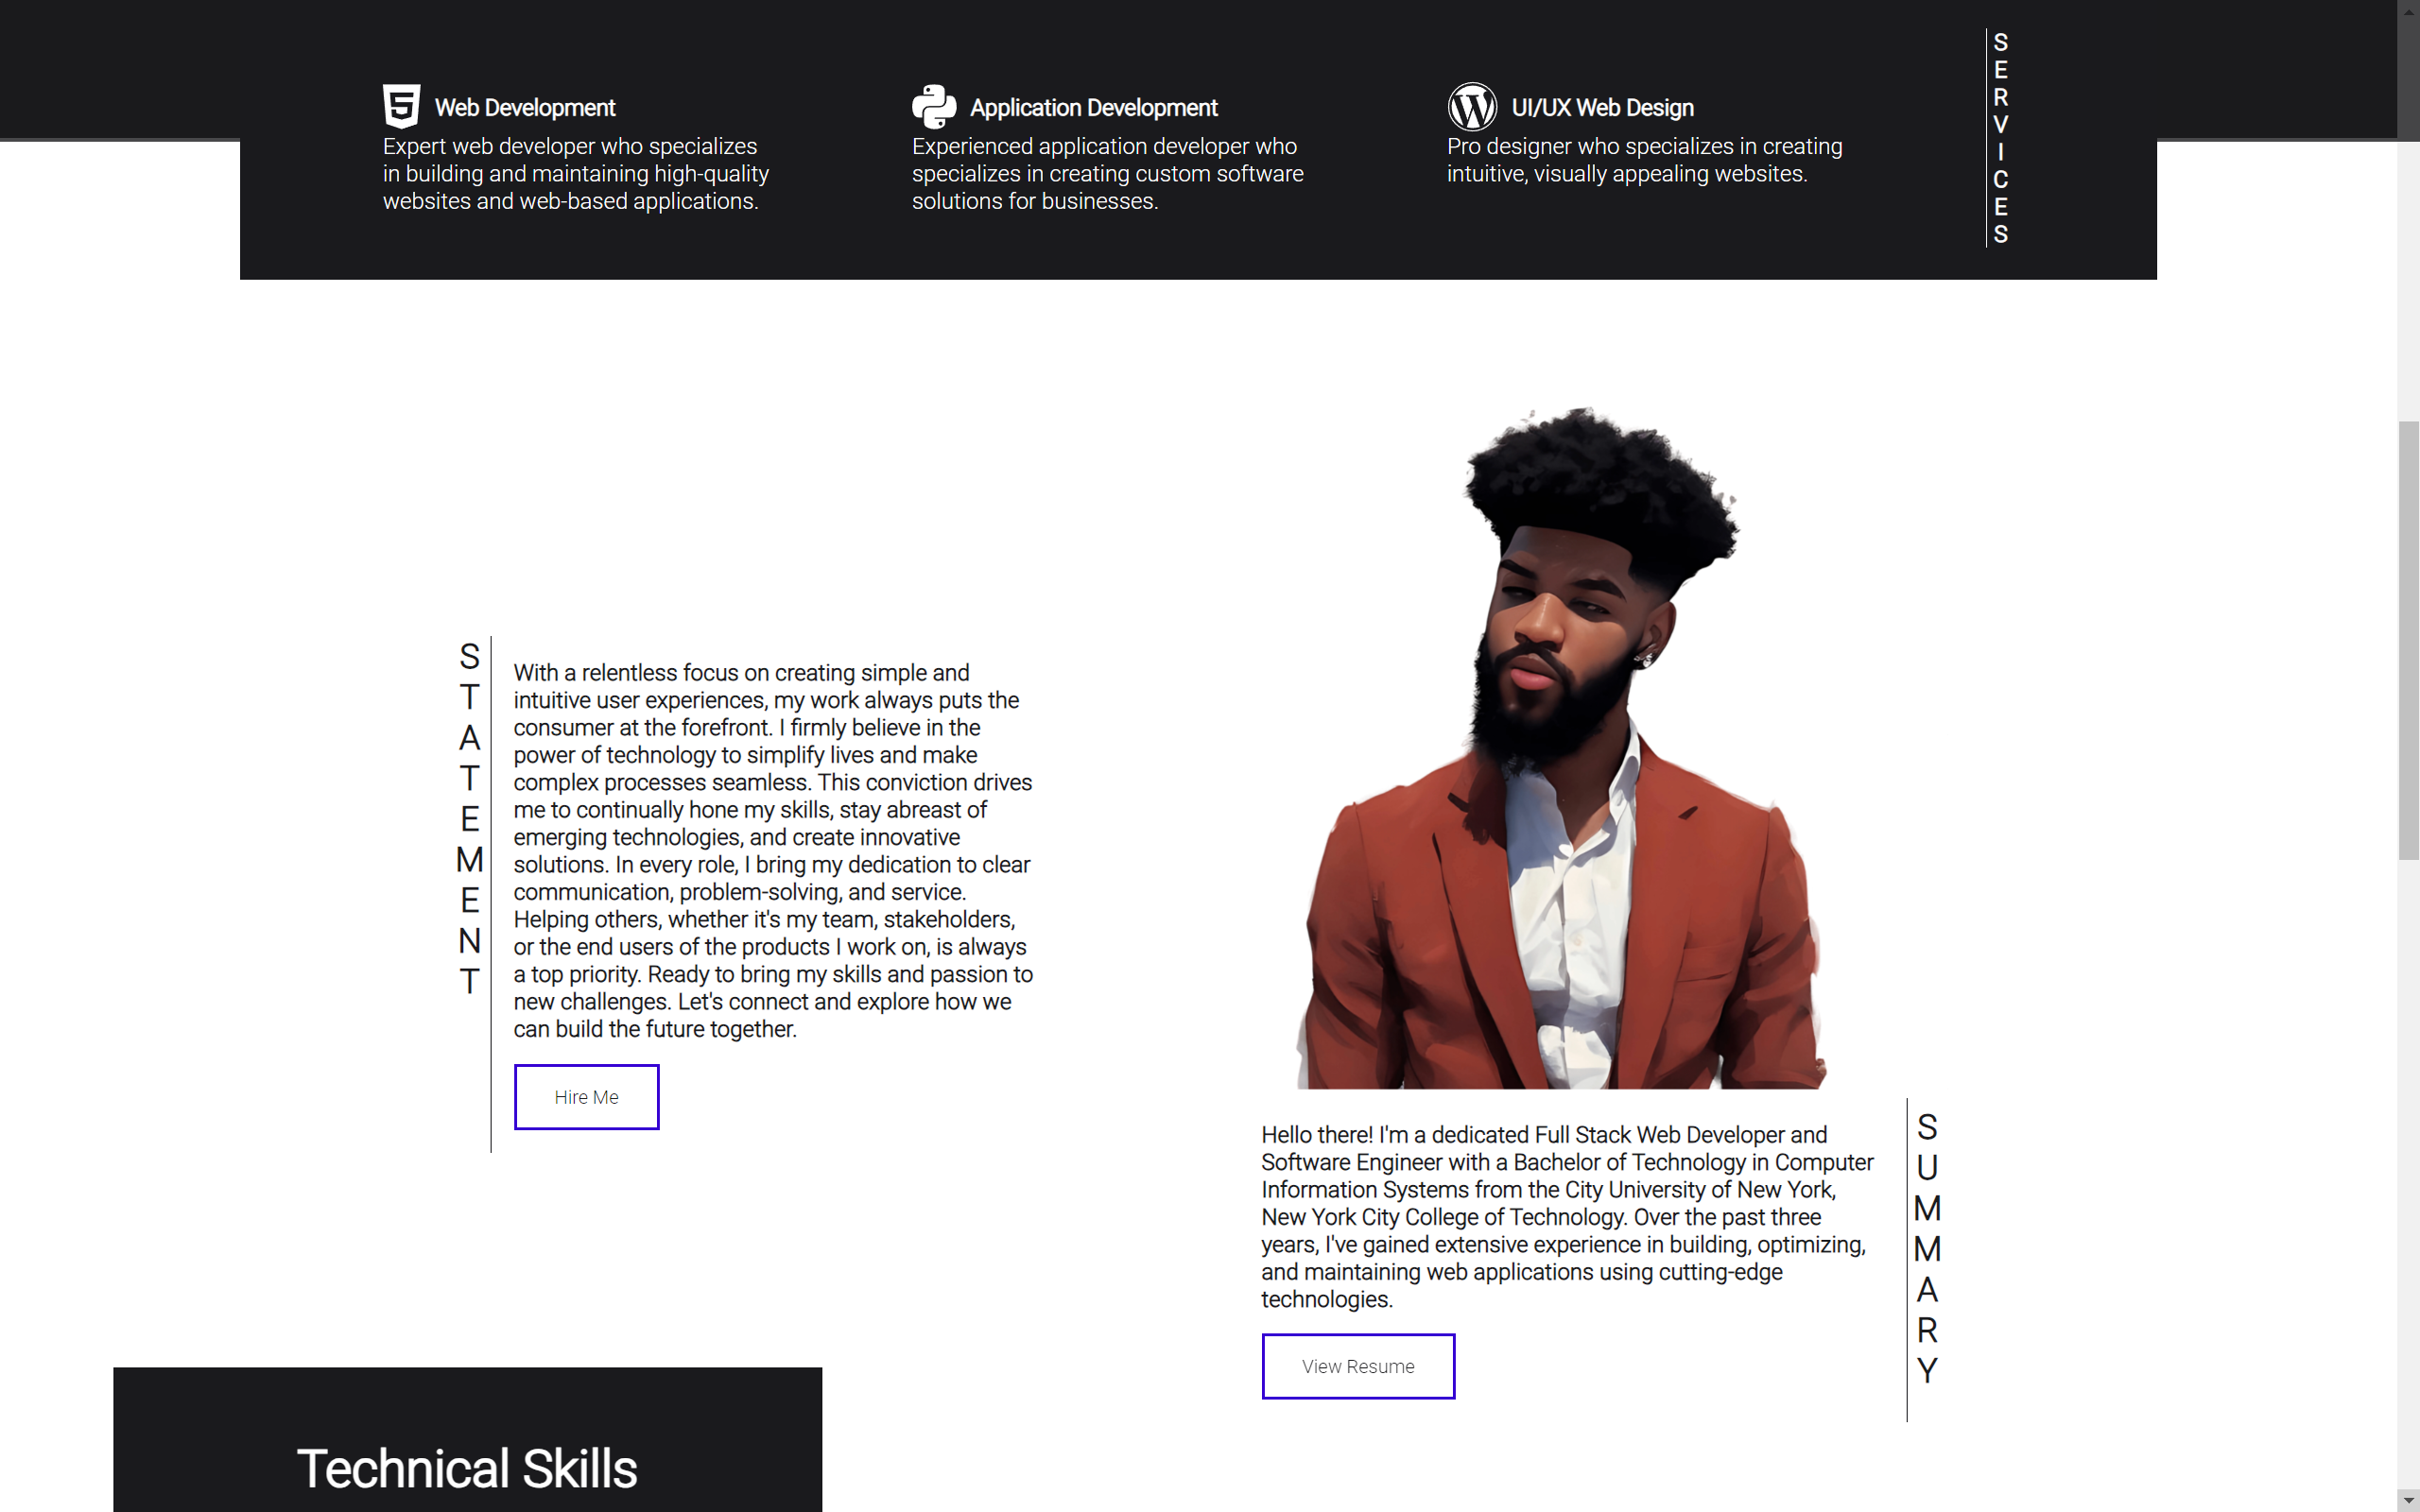 Web Development
Expert web developer who specializes
in building and maintaining high-quality
websites and web-based applications.
Application Development
Experienced application developer who
specializes in creating custom software
solutions for businesses.
UI/UX Web Design
Pro designer who specializes in creating
intuitive, visually appealing websites.
SERVICES
STATEMENT
With a relentless focus on creating simple and
intuitive user experiences, my work always puts the
consumer at the forefront. I firmly believe in the
power of technology to simplify lives and make
complex processes seamless. This conviction drives
me to continually hone my skills, stay abreast of
emerging technologies, and create innovative
solutions. In every role, I bring my dedication to clear
communication, problem-solving, and service.
Helping others, whether it's my team, stakeholders,
or the end users of the products I work on, is always
a top priority. Ready to bring my skills and passion to
new challenges. Let's connect and explore how we
can build the future together.
Hire Me
Hello there! I'm a dedicated Full Stack Web Developer and
Software Engineer with a Bachelor of Technology in Computer
Information Systems from the City University of New York,
New York City College of Technology. Over the past three
years, I've gained extensive experience in building, optimizing,
and maintaining web applications using cutting-edge
technologies.
View Resume
SUMMARY
Technical Skills